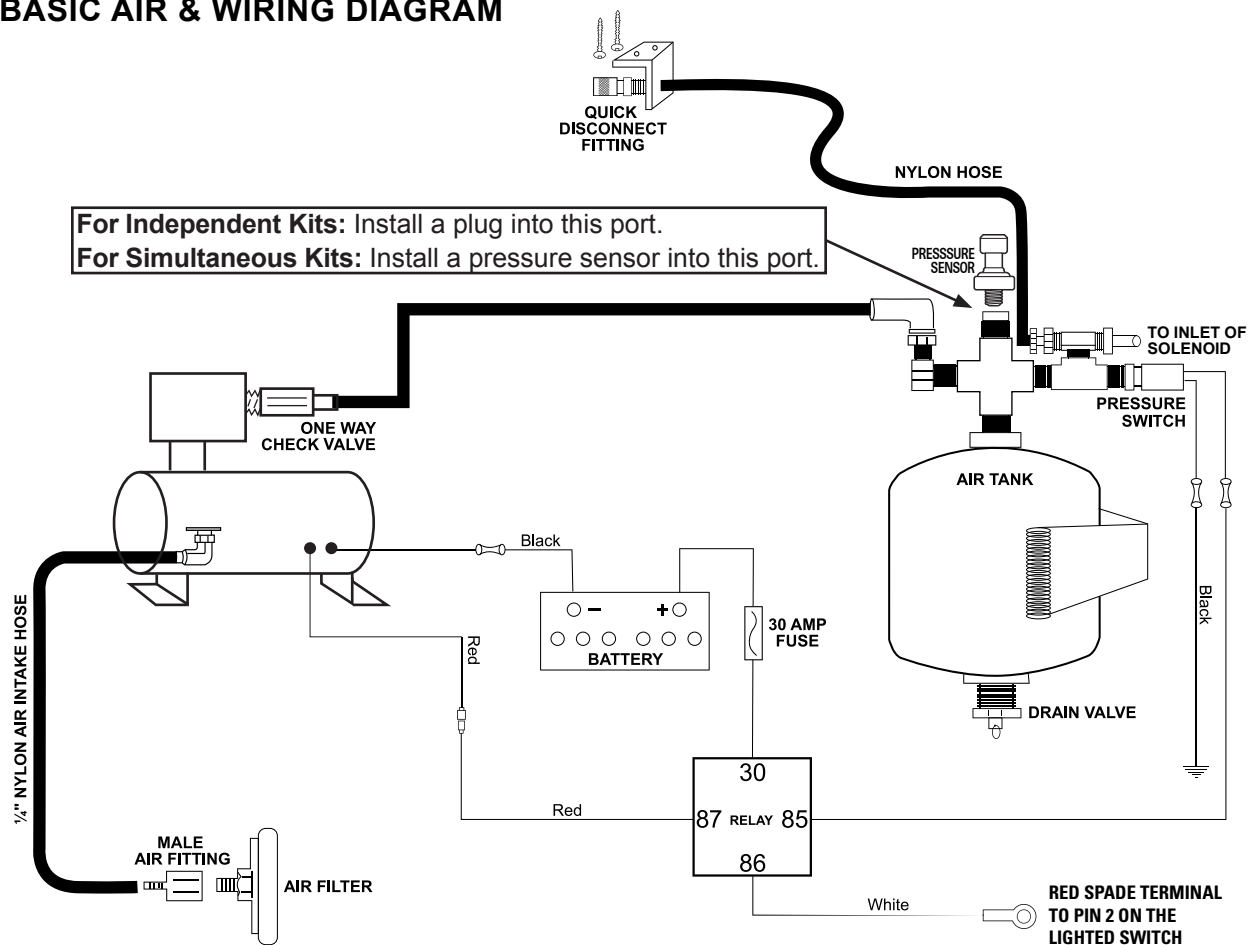 BASIC AIR & WIRING DIAGRAM
QUICK
DISCONNECT
FITTING
NYLON HOSE
For Independent Kits: Install a plug into this port.
For Simultaneous Kits: Install a pressure sensor into this port.
PRESSSURE
SENSOR
TO INLET OF
SOLENOID
PRESSURE
SWITCH
ONE WAY
CHECK VALVE
AIR TANK
Black
− +
BATTERY
30 AMP
FUSE
Black
Red
DRAIN VALVE
¼" NYLON AIR INTAKE HOSE
30
Red
87 RELAY 85
86
MALE
AIR FITTING
AIR FILTER
White
RED SPADE TERMINAL
TO PIN 2 ON THE
LIGHTED SWITCH